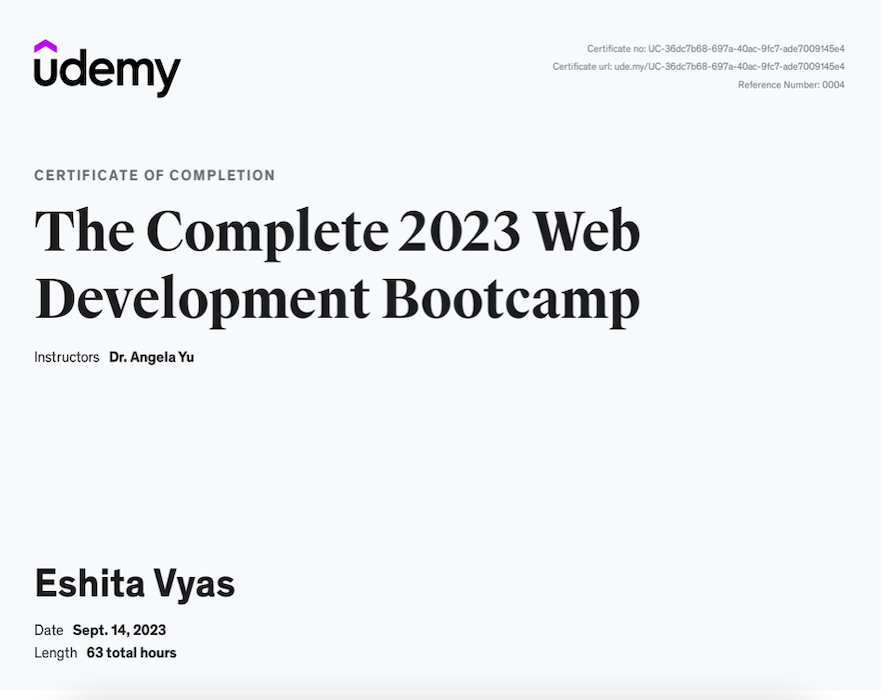 udemy
Certificate no: UC-36dc7b68-697a-40ac-9fc7-ade7009145e4
Certificate url: ude.my/UC-36dc7b68-697a-40ac-9fc7-ade7009145e4
Reference Number: 0004
CERTIFICATE OF COMPLETION
The Complete 2023 Web
Development Bootcamp
Instructors Dr. Angela Yu
Eshita Vyas
Date Sept. 14, 2023
Length 63 total hours